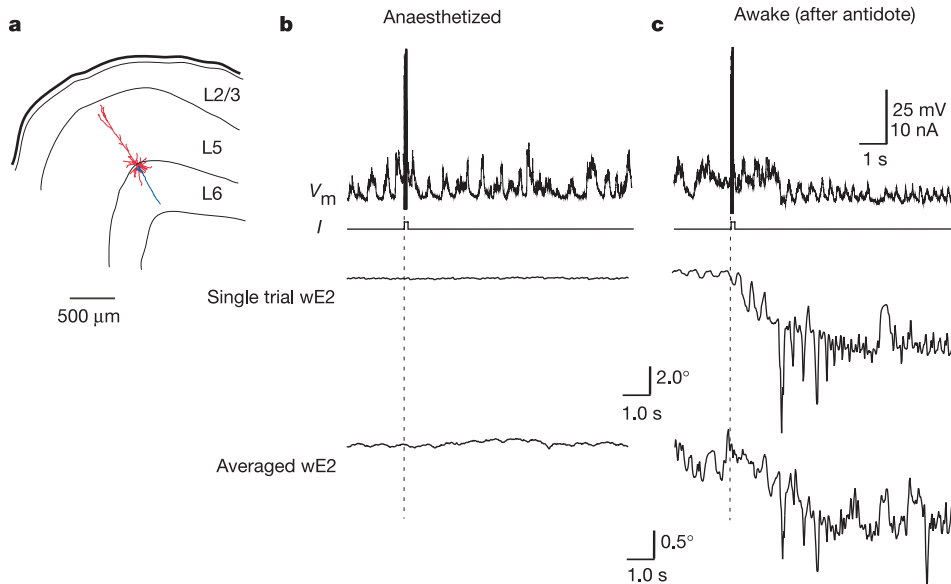 a
L2/3
L5
L6
500 μm
b
Anaesthetized
c
Awake (after antidote)
25 mV
10 nA
1 s
Vm
I
Single trial wE2
2.0°
1.0 s
Averaged wE2
0.5°
1.0 s